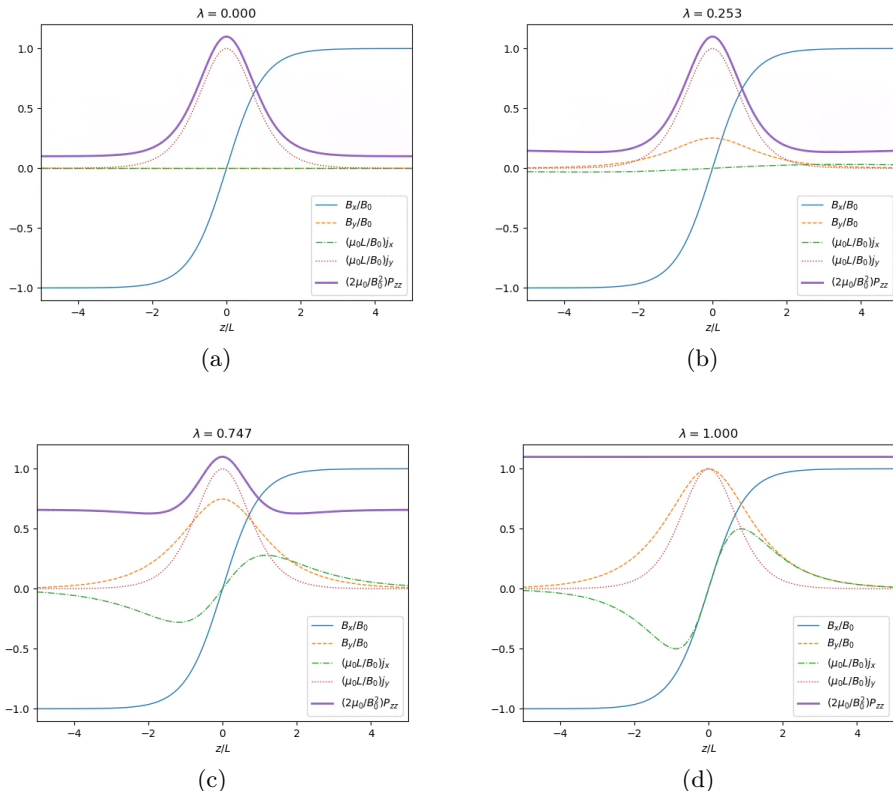 λ = 0.000
1.0
0.5
0.0
−0.5
−1.0
B_x/B_0
B_y/B_0
(μ_0L/B_0)j_x
(μ_0L/B_0)j_y
(2μ_0/B_0^2)P_zz
−4 −2 0 2 4
z/L
(a)
λ = 0.253
1.0
0.5
0.0
−0.5
−1.0
B_x/B_0
B_y/B_0
(μ_0L/B_0)j_x
(μ_0L/B_0)j_y
(2μ_0/B_0^2)P_zz
−4 −2 0 2 4
z/L
(b)
λ = 0.747
1.0
0.5
0.0
−0.5
−1.0
B_x/B_0
B_y/B_0
(μ_0L/B_0)j_x
(μ_0L/B_0)j_y
(2μ_0/B_0^2)P_zz
−4 −2 0 2 4
z/L
(c)
λ = 1.000
1.0
0.5
0.0
−0.5
−1.0
B_x/B_0
B_y/B_0
(μ_0L/B_0)j_x
(μ_0L/B_0)j_y
(2μ_0/B_0^2)P_zz
−4 −2 0 2 4
z/L
(d)